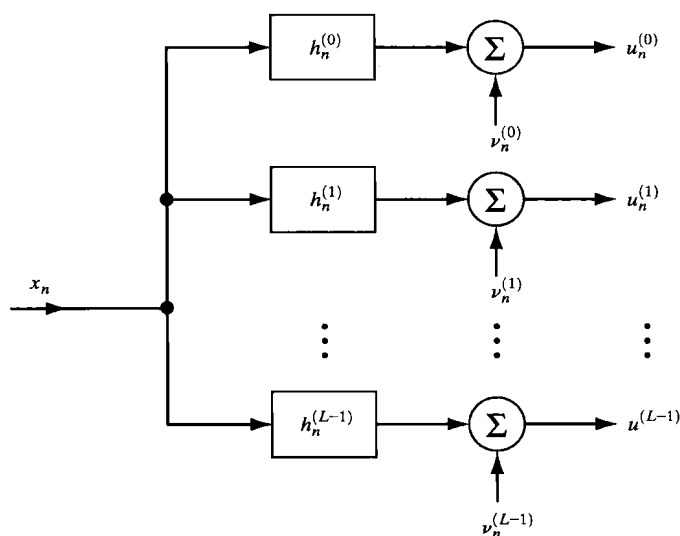 h_n^{(0)} Σ u_n^{(0)}
ν_n^{(0)}
h_n^{(1)} Σ u_n^{(1)}
x_n
ν_n^{(1)}
h_n^{(L−1)} Σ u^{(L−1)}
ν_n^{(L−1)}